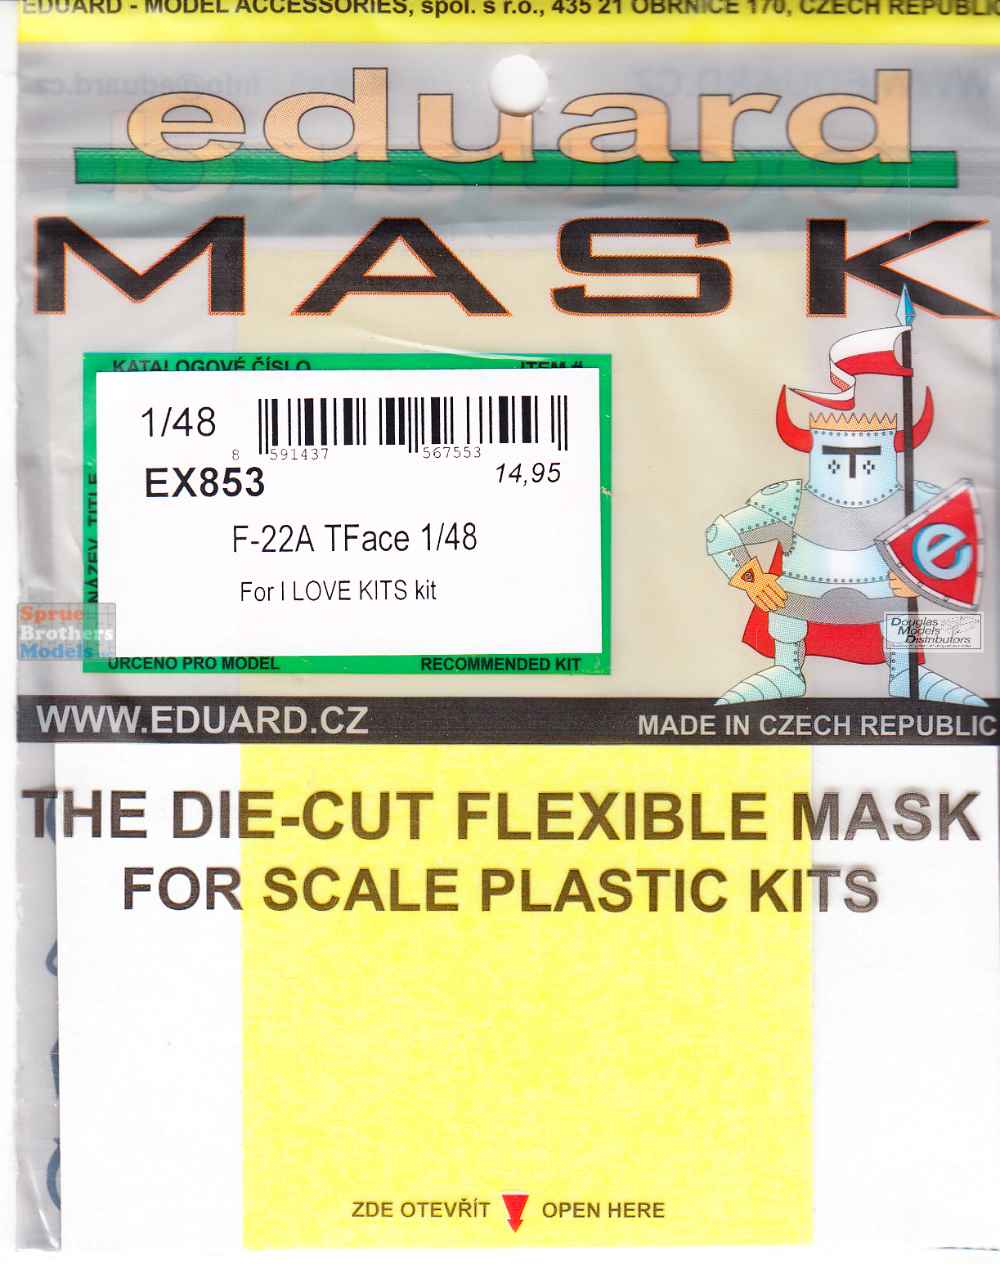 EDUARD - MODEL ACCESSORIES, spol. s r.o., 435 21 OBRNICE 170, CZECH REPUBLIC
eduard
MASK
KATALOGOVÉ ČÍSLO ITEM #
1/48
8 591437 567553
EX853 14,95
NÁZEV TITLE
F-22A TFace 1/48
For I LOVE KITS kit
e
Sprue
Brothers
Models
Douglas
Models
Distributors
URČENO PRO MODEL RECOMMENDED KIT
WWW.EDUARD.CZ MADE IN CZECH REPUBLIC
THE DIE-CUT FLEXIBLE MASK
FOR SCALE PLASTIC KITS
ZDE OTEVŘÍT OPEN HERE